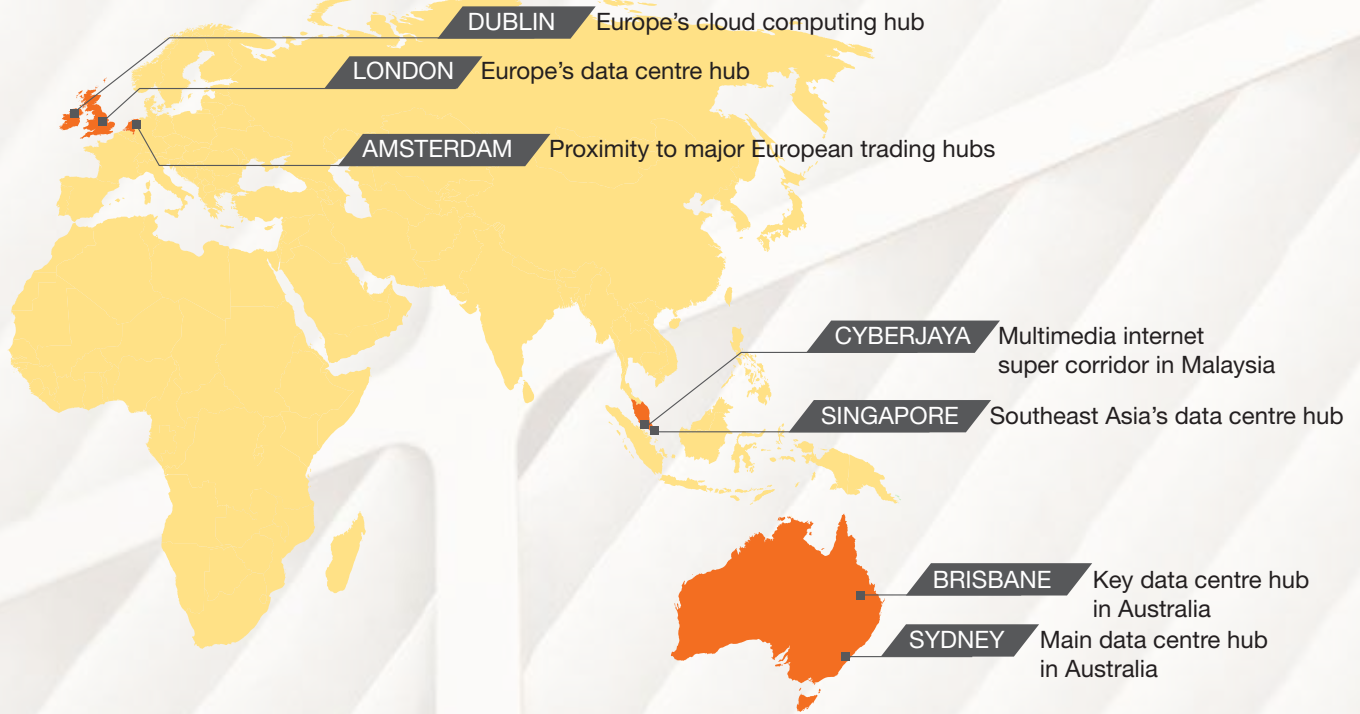 DUBLIN Europe’s cloud computing hub
LONDON Europe’s data centre hub
AMSTERDAM Proximity to major European trading hubs
CYBERJAYA Multimedia internet
super corridor in Malaysia
SINGAPORE Southeast Asia’s data centre hub
BRISBANE Key data centre hub
in Australia
SYDNEY Main data centre hub
in Australia